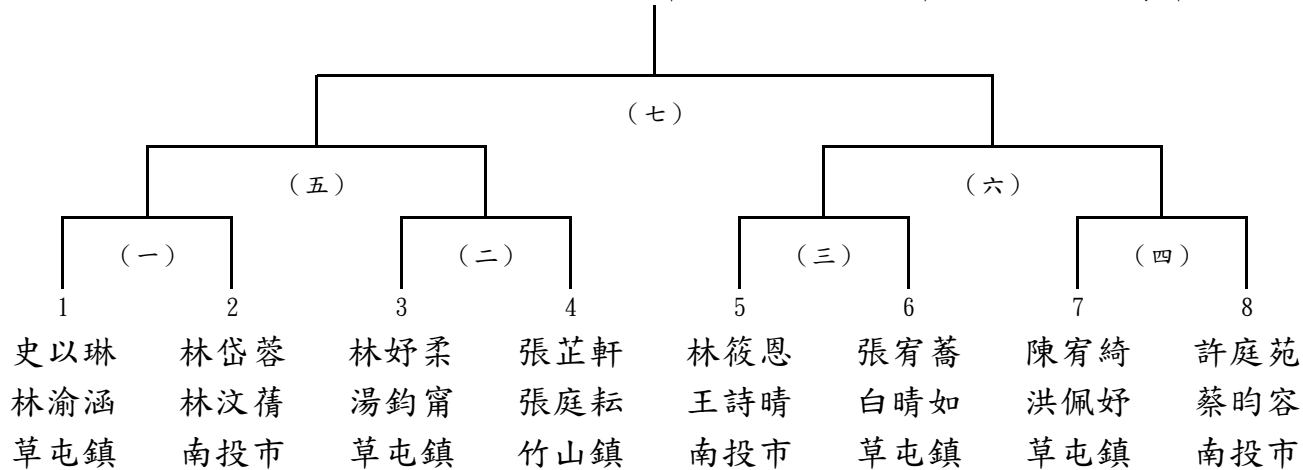 （七）
（五） （六）
（一） （二） （三） （四）
1 2 3 4 5 6 7 8
史以琳 林岱蓉 林妤柔 張芷軒 林筱恩 張宥蕎 陳宥綺 許庭苑
林渝涵 林汶蒨 湯鈞甯 張庭耘 王詩晴 白晴如 洪佩妤 蔡昀容
草屯鎮 南投市 草屯鎮 竹山鎮 南投市 草屯鎮 草屯鎮 南投市